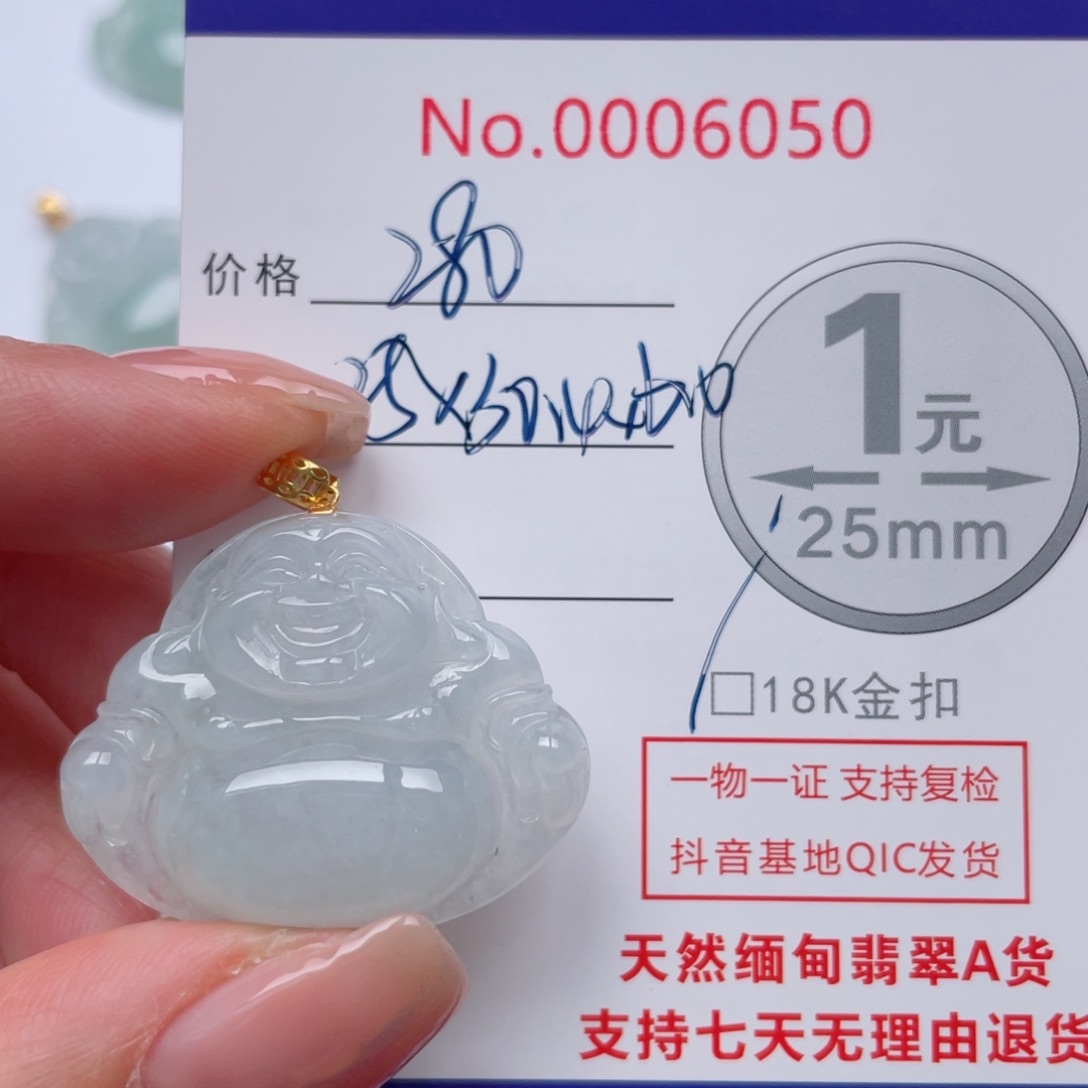 No.0006050
价格 280
1元
25mm
□18K金扣
一物一证 支持复检
抖音基地QIC发货
天然缅甸翡翠A货
支持七天无理由退货